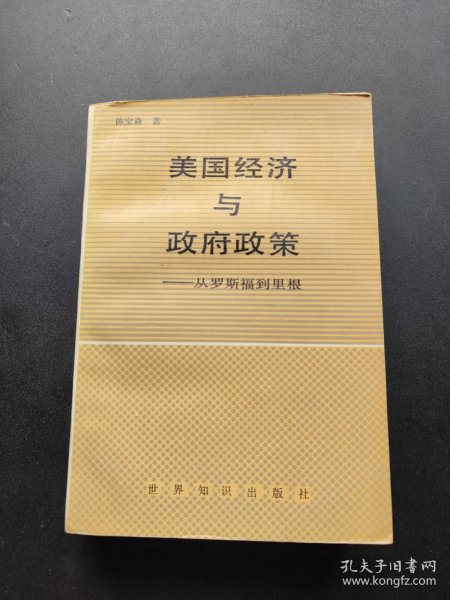 陈宝森 著
美国经济
与
政府政策
——从罗斯福到里根
世界知识出版社
孔夫子旧书网
www.kongfz.com